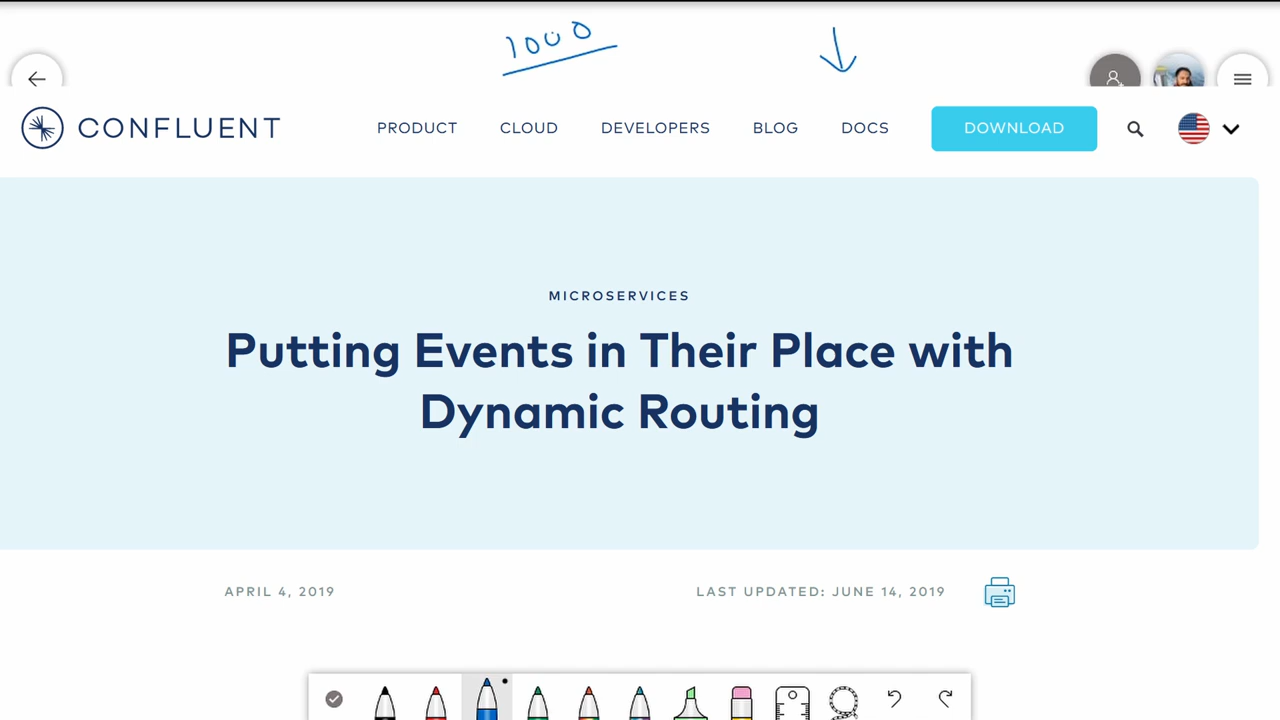 1000
CONFLUENT
PRODUCT CLOUD DEVELOPERS BLOG DOCS DOWNLOAD
MICROSERVICES
Putting Events in Their Place with
Dynamic Routing
APRIL 4, 2019 LAST UPDATED: JUNE 14, 2019